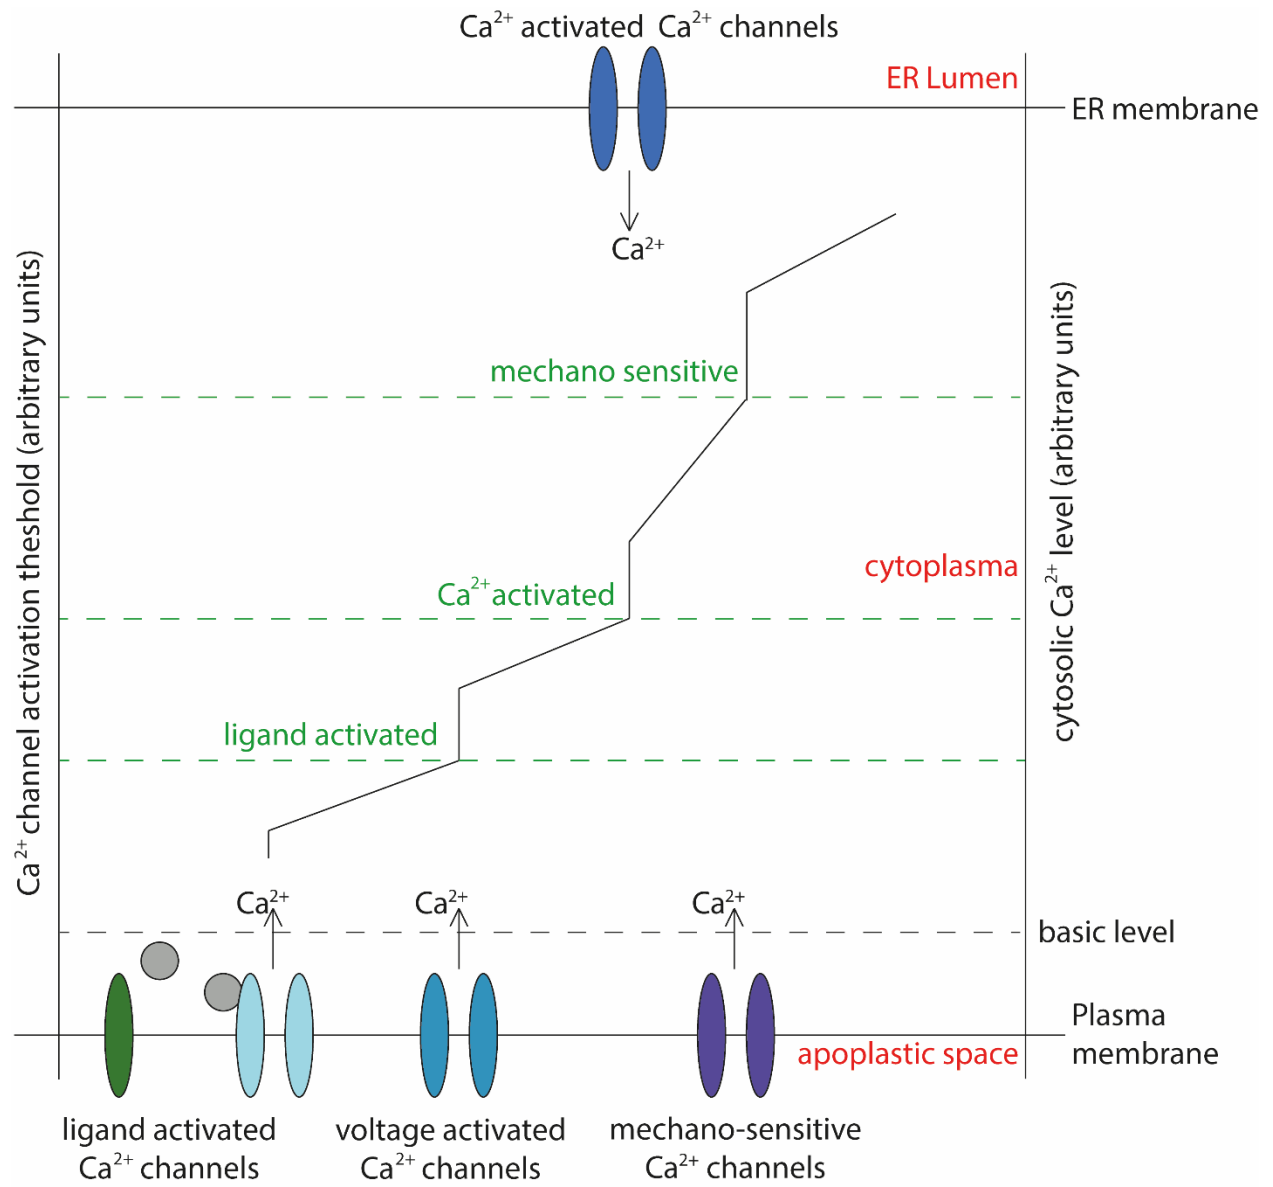 Ca²⁺ activated Ca²⁺ channels
ER Lumen
ER membrane
Ca²⁺
Ca²⁺ channel activation theshold (arbitrary units)
cytosolic Ca²⁺ level (arbitrary units)
mechano sensitive
cytoplasma
Ca²⁺activated
ligand activated
Ca²⁺
Ca²⁺
Ca²⁺
basic level
Plasma
membrane
apoplastic space
ligand activated
Ca²⁺ channels
voltage activated
Ca²⁺ channels
mechano-sensitive
Ca²⁺ channels